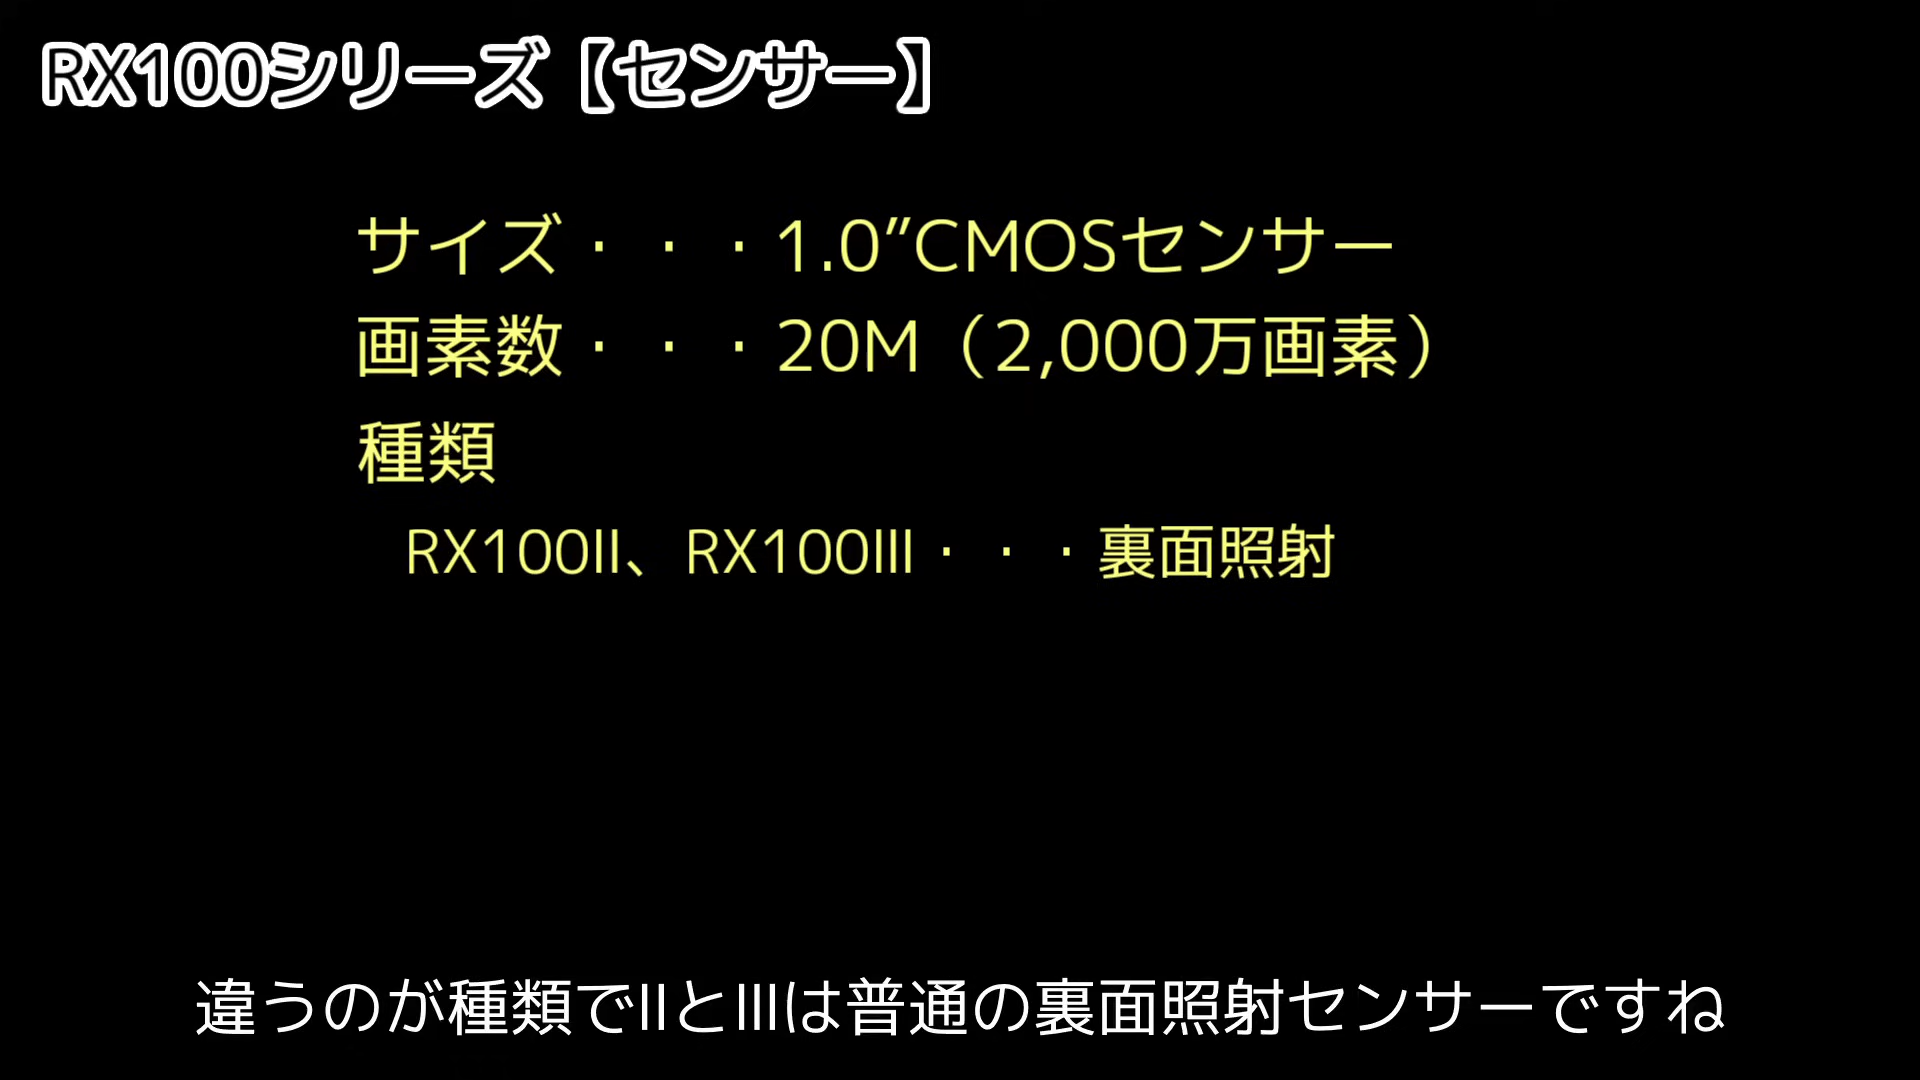 RX100シリーズ【センサー】
サイズ・・・1.0”CMOSセンサー
画素数・・・20M（2,000万画素）
種類
RX100II、RX100III・・・裏面照射
違うのが種類でIIとIIIは普通の裏面照射センサーですね